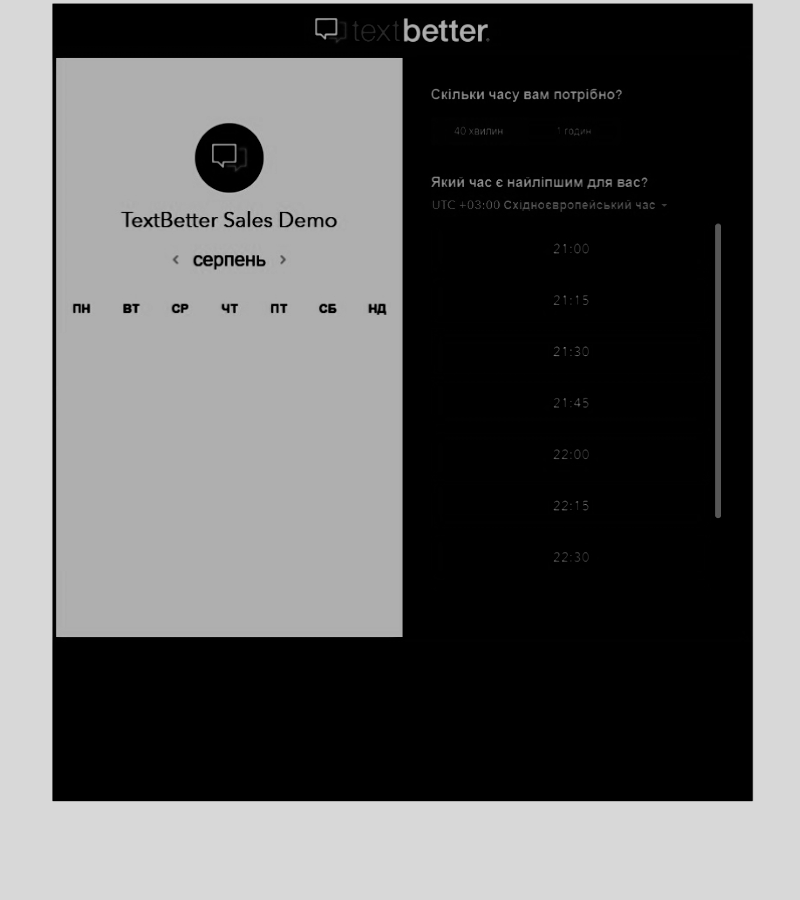 textbetter.
TextBetter Sales Demo
‹ серпень ›
ПН ВТ СР ЧТ ПТ СБ НД
Скільки часу вам потрібно?
40 хвилин 1 годин
Який час є найліпшим для вас?
UTC +03:00 Східноєвропейський час
21:00
21:15
21:30
21:45
22:00
22:15
22:30